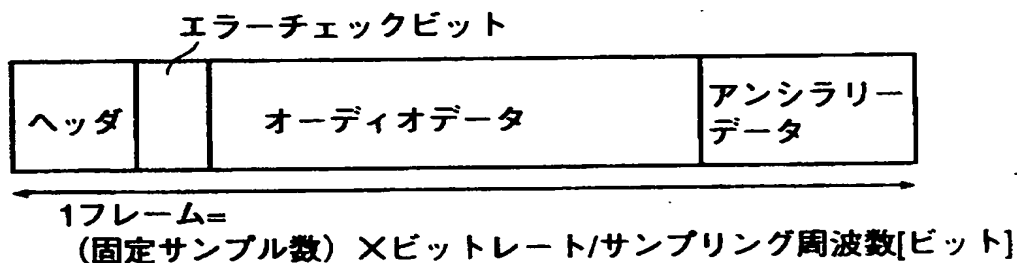 エラーチェックビット
ヘッダ
オーディオデータ
アンシラリー
データ
1フレーム=
(固定サンプル数)×ビットレート/サンプリング周波数[ビット]